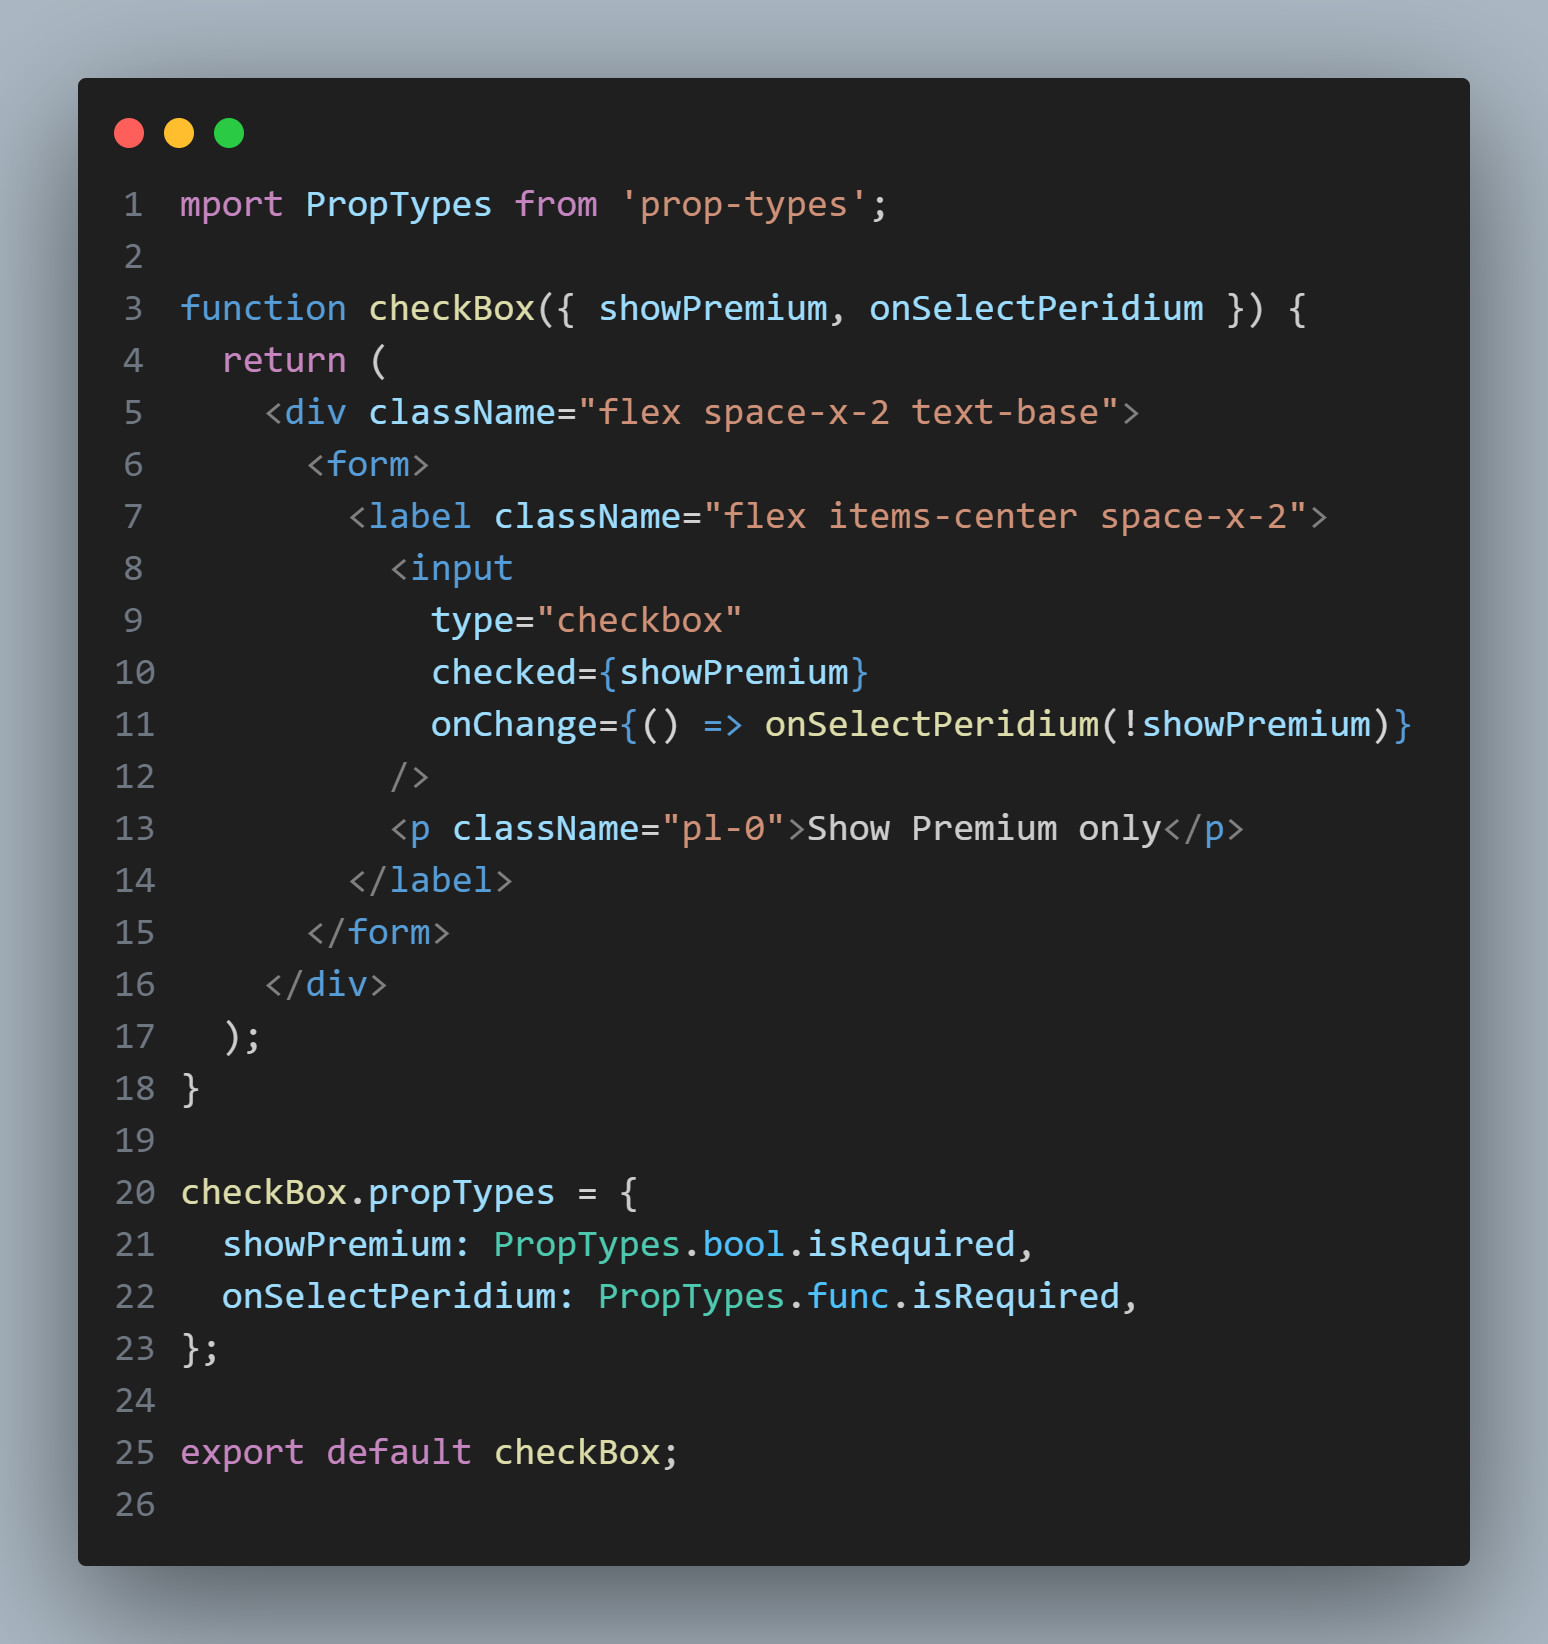 1 mport PropTypes from 'prop-types';
2
3 function checkBox({ showPremium, onSelectPeridium }) {
4   return (
5     <div className="flex space-x-2 text-base">
6       <form>
7         <label className="flex items-center space-x-2">
8           <input
9             type="checkbox"
10             checked={showPremium}
11             onChange={() => onSelectPeridium(!showPremium)}
12           />
13           <p className="pl-0">Show Premium only</p>
14         </label>
15       </form>
16     </div>
17   );
18 }
19
20 checkBox.propTypes = {
21   showPremium: PropTypes.bool.isRequired,
22   onSelectPeridium: PropTypes.func.isRequired,
23 };
24
25 export default checkBox;
26